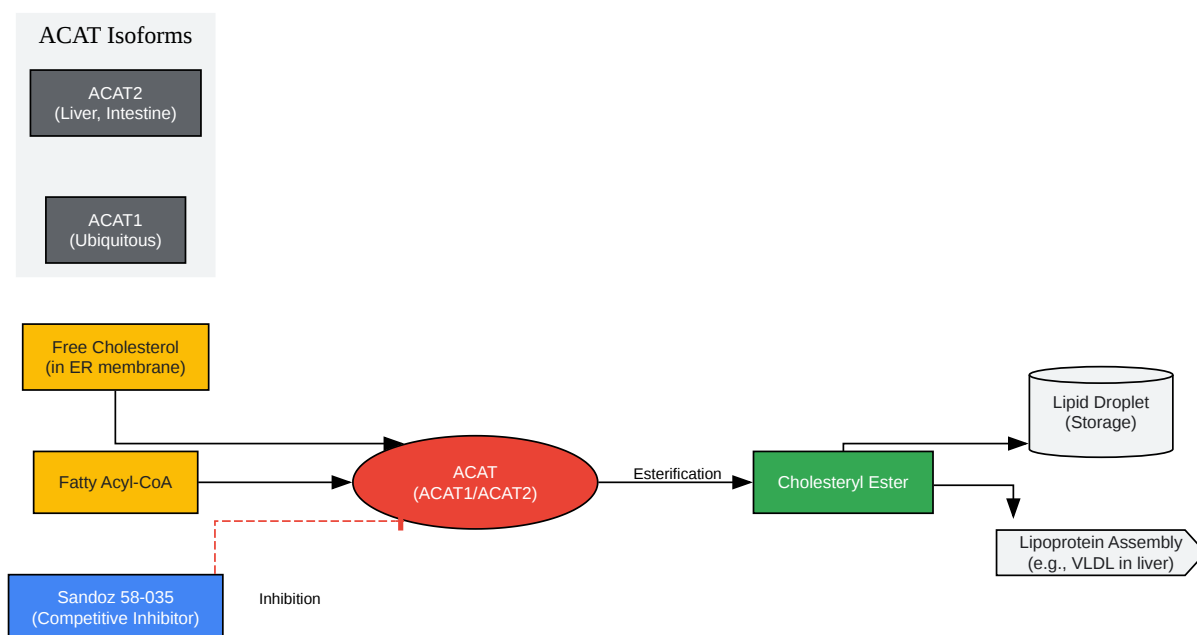 ACAT Isoforms
ACAT2
(Liver, Intestine)
ACAT1
(Ubiquitous)
Free Cholesterol
(in ER membrane)
Fatty Acyl-CoA
ACAT
(ACAT1/ACAT2)
Esterification
Cholesteryl Ester
Lipid Droplet
(Storage)
Lipoprotein Assembly
(e.g., VLDL in liver)
Sandoz 58-035
(Competitive Inhibitor)
Inhibition